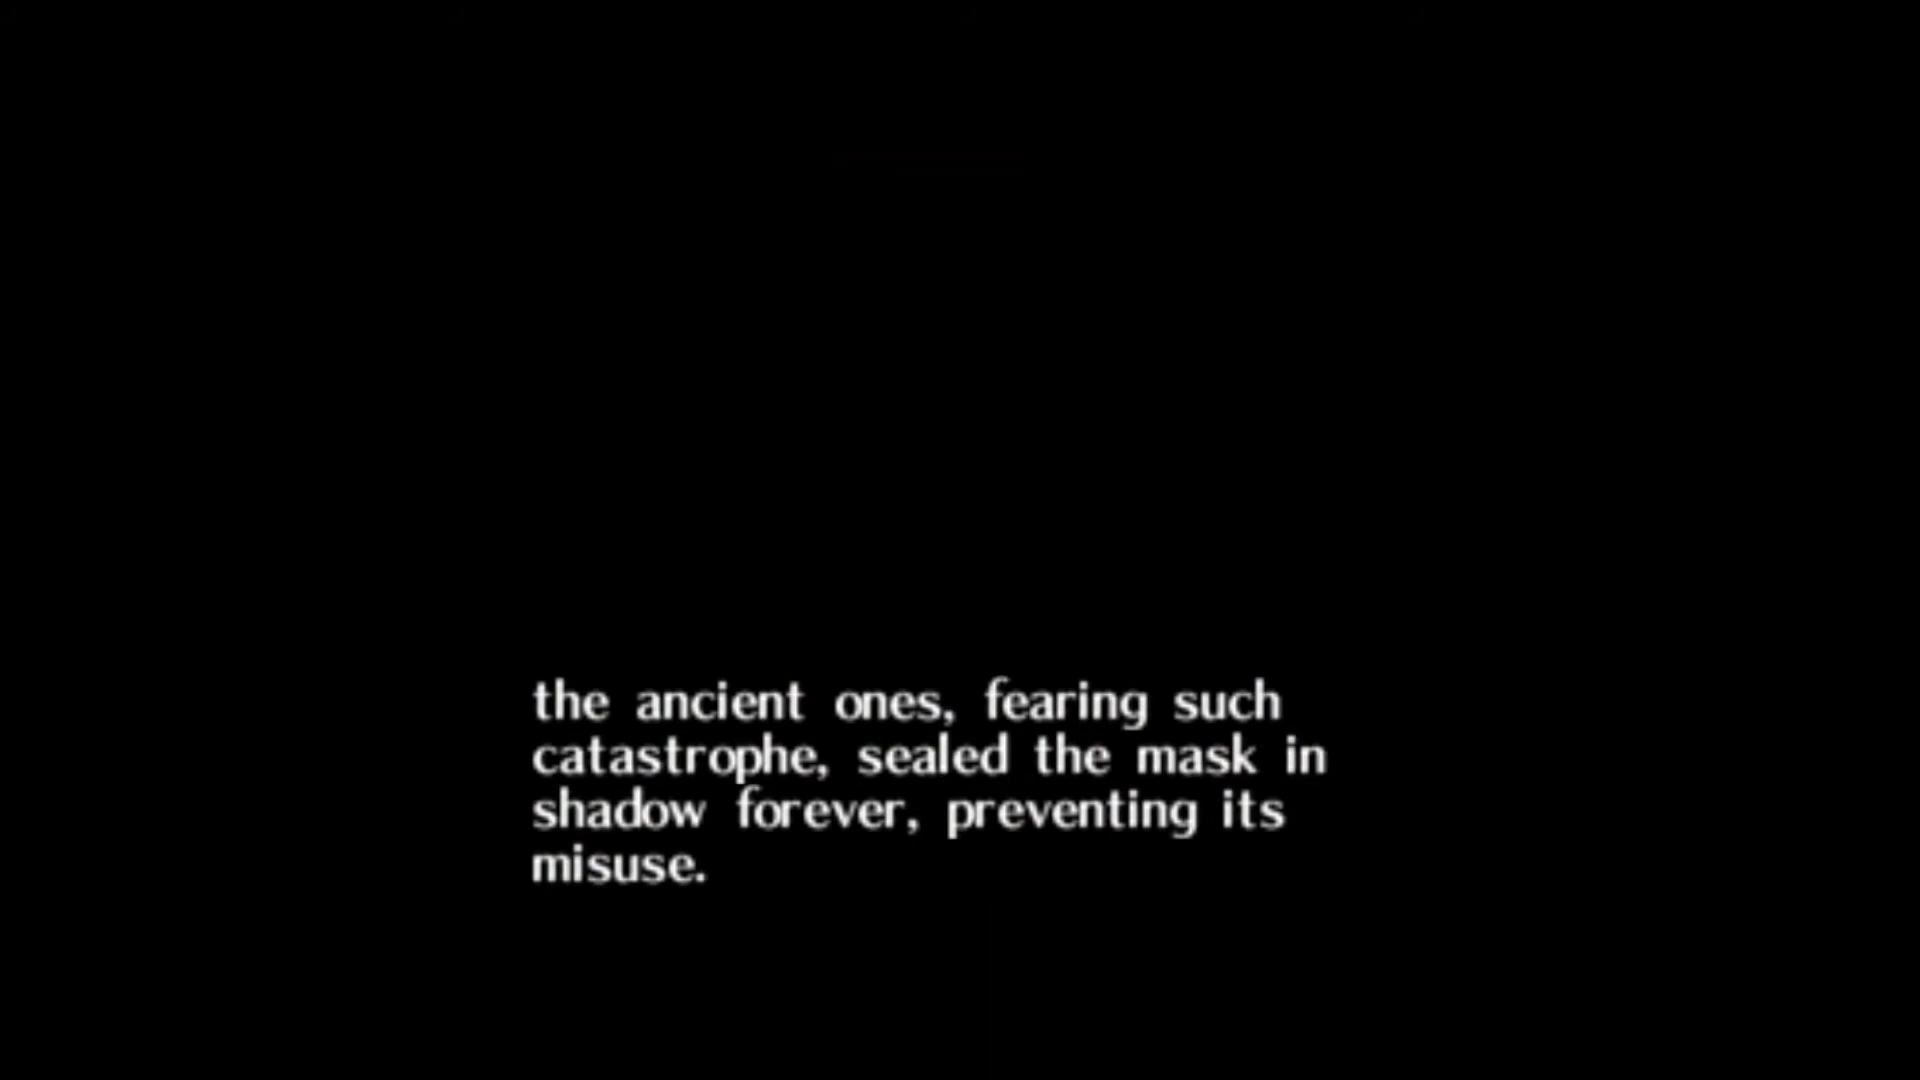 the ancient ones, fearing such
catastrophe, sealed the mask in
shadow forever, preventing its
misuse.